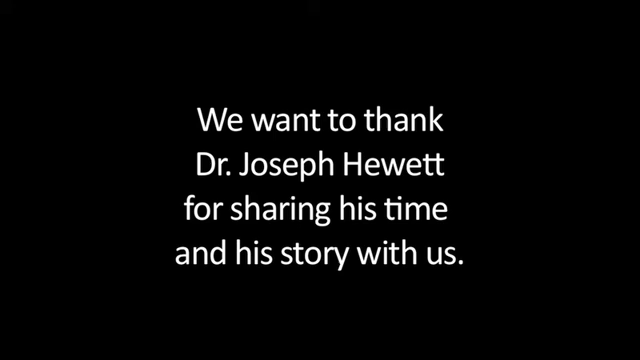 We want to thank
Dr. Joseph Hewett
for sharing his time
and his story with us.